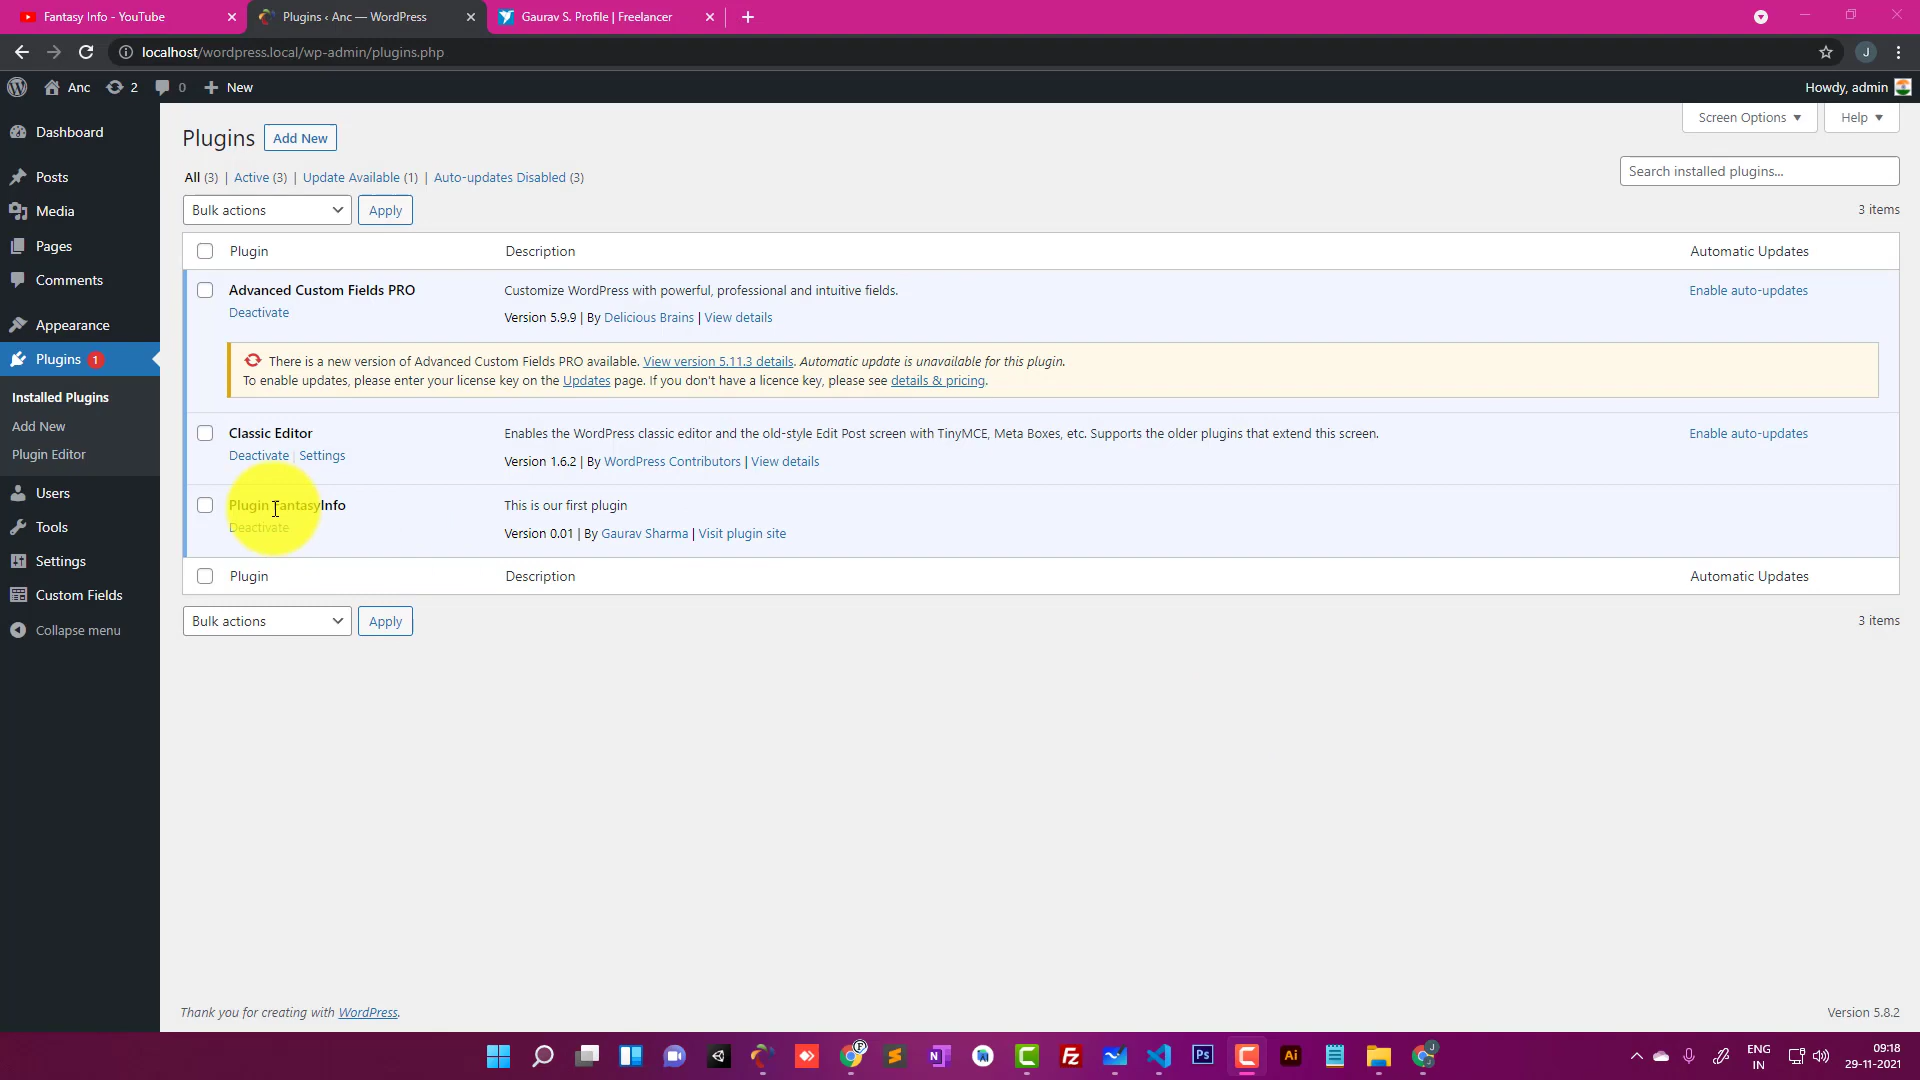 Fantasy Info - YouTube
Plugins ‹ Anc — WordPress
Gaurav S. Profile | Freelancer
localhost/wordpress.local/wp-admin/plugins.php
J
Anc
2
0
New
Howdy, admin
Dashboard
Posts
Media
Pages
Comments
Appearance
Plugins 1
Installed Plugins
Add New
Plugin Editor
Users
Tools
Settings
Custom Fields
Collapse menu
Screen Options
Help
Plugins
Add New
All (3) | Active (3) | Update Available (1) | Auto-updates Disabled (3)
Search installed plugins...
Bulk actions
Apply
3 items
Plugin Description Automatic Updates
Advanced Custom Fields PRO
Customize WordPress with powerful, professional and intuitive fields.
Enable auto-updates
Deactivate
Version 5.9.9 | By Delicious Brains | View details
There is a new version of Advanced Custom Fields PRO available. View version 5.11.3 details. Automatic update is unavailable for this plugin.
To enable updates, please enter your license key on the Updates page. If you don't have a licence key, please see details & pricing.
Classic Editor
Enables the WordPress classic editor and the old-style Edit Post screen with TinyMCE, Meta Boxes, etc. Supports the older plugins that extend this screen.
Enable auto-updates
Deactivate | Settings
Version 1.6.2 | By WordPress Contributors | View details
Plugin FantasyInfo
This is our first plugin
Deactivate
Version 0.01 | By Gaurav Sharma | Visit plugin site
Plugin Description Automatic Updates
Bulk actions
Apply
3 items
Thank you for creating with WordPress.
Version 5.8.2
N
F
Fz
Ps
Ai
J
ENG
IN
09:18
29-11-2021